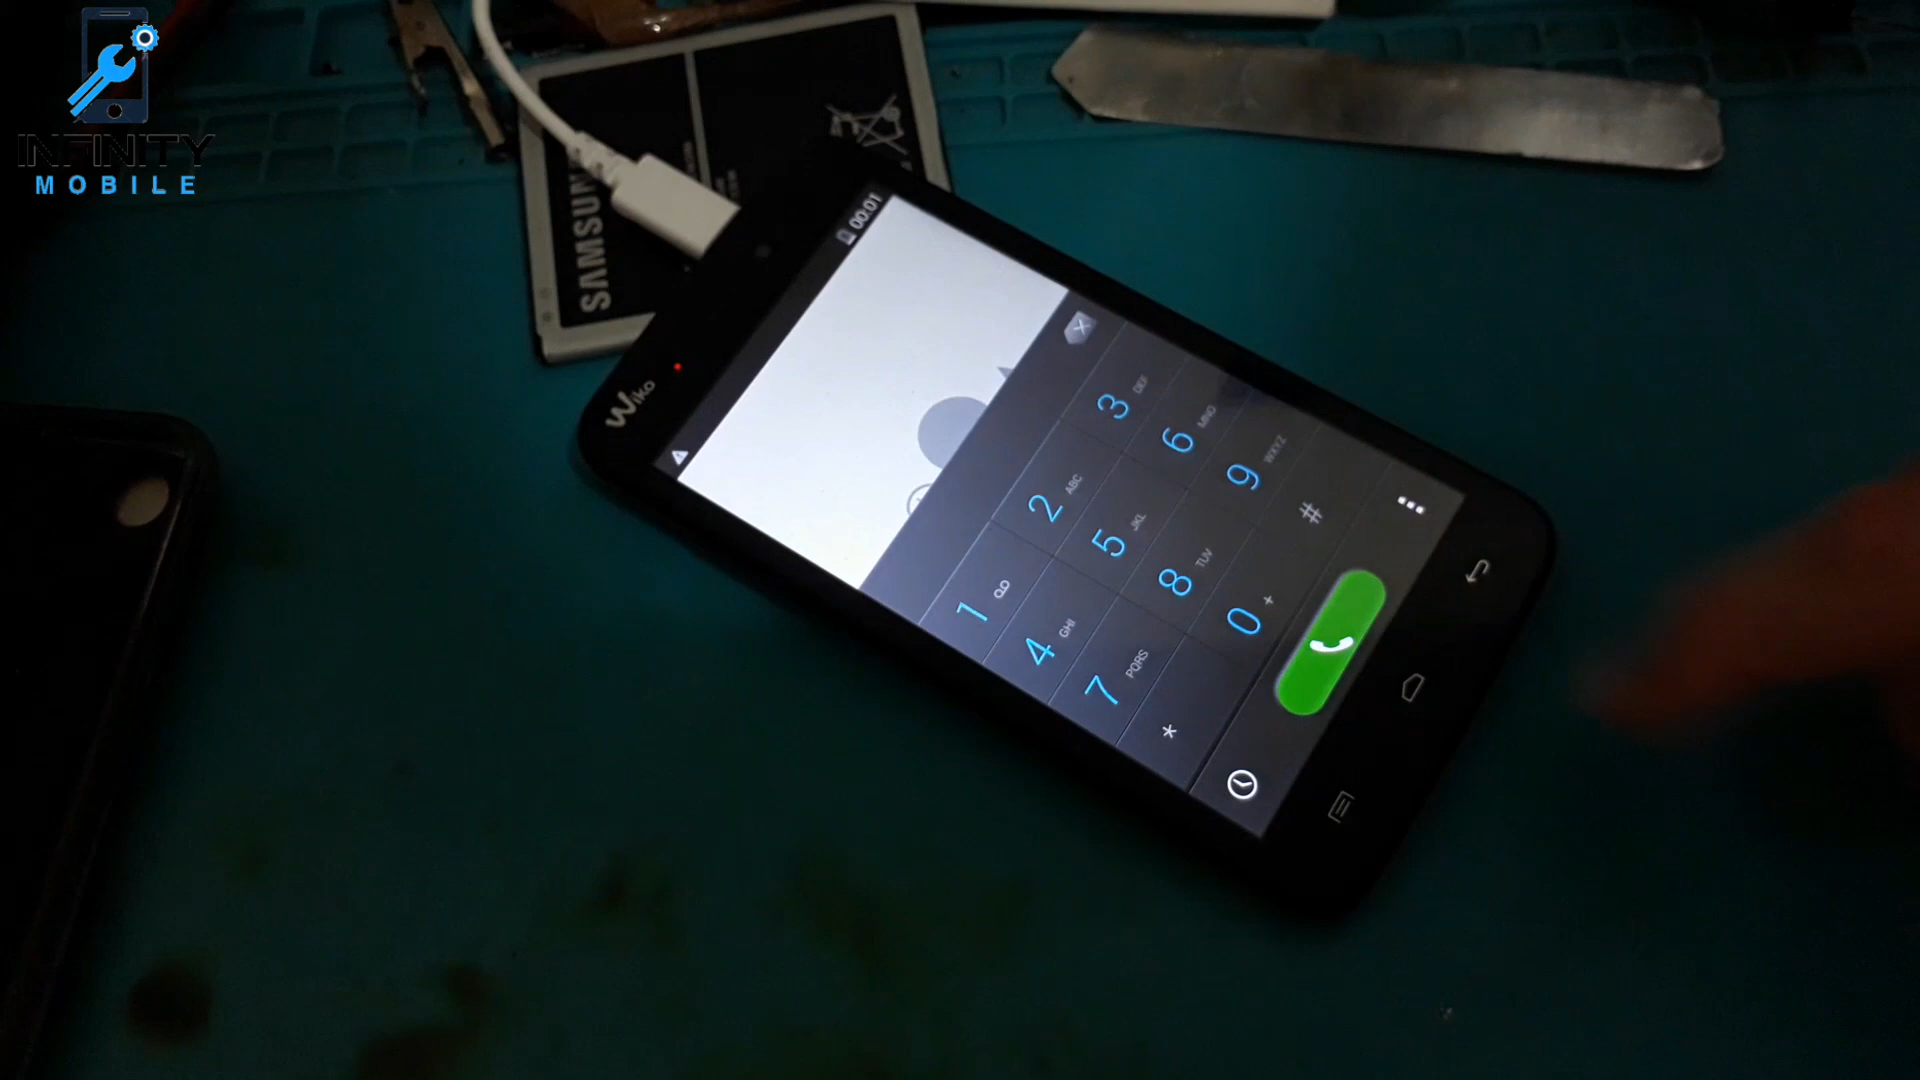 INFINITY
MOBILE
SAMSUNG
Wiko
00:01
1
2 ABC
3 DEF
4 GHI
5 JKL
6 MNO
7 PQRS
8 TUV
9 WXYZ
*
0 +
#